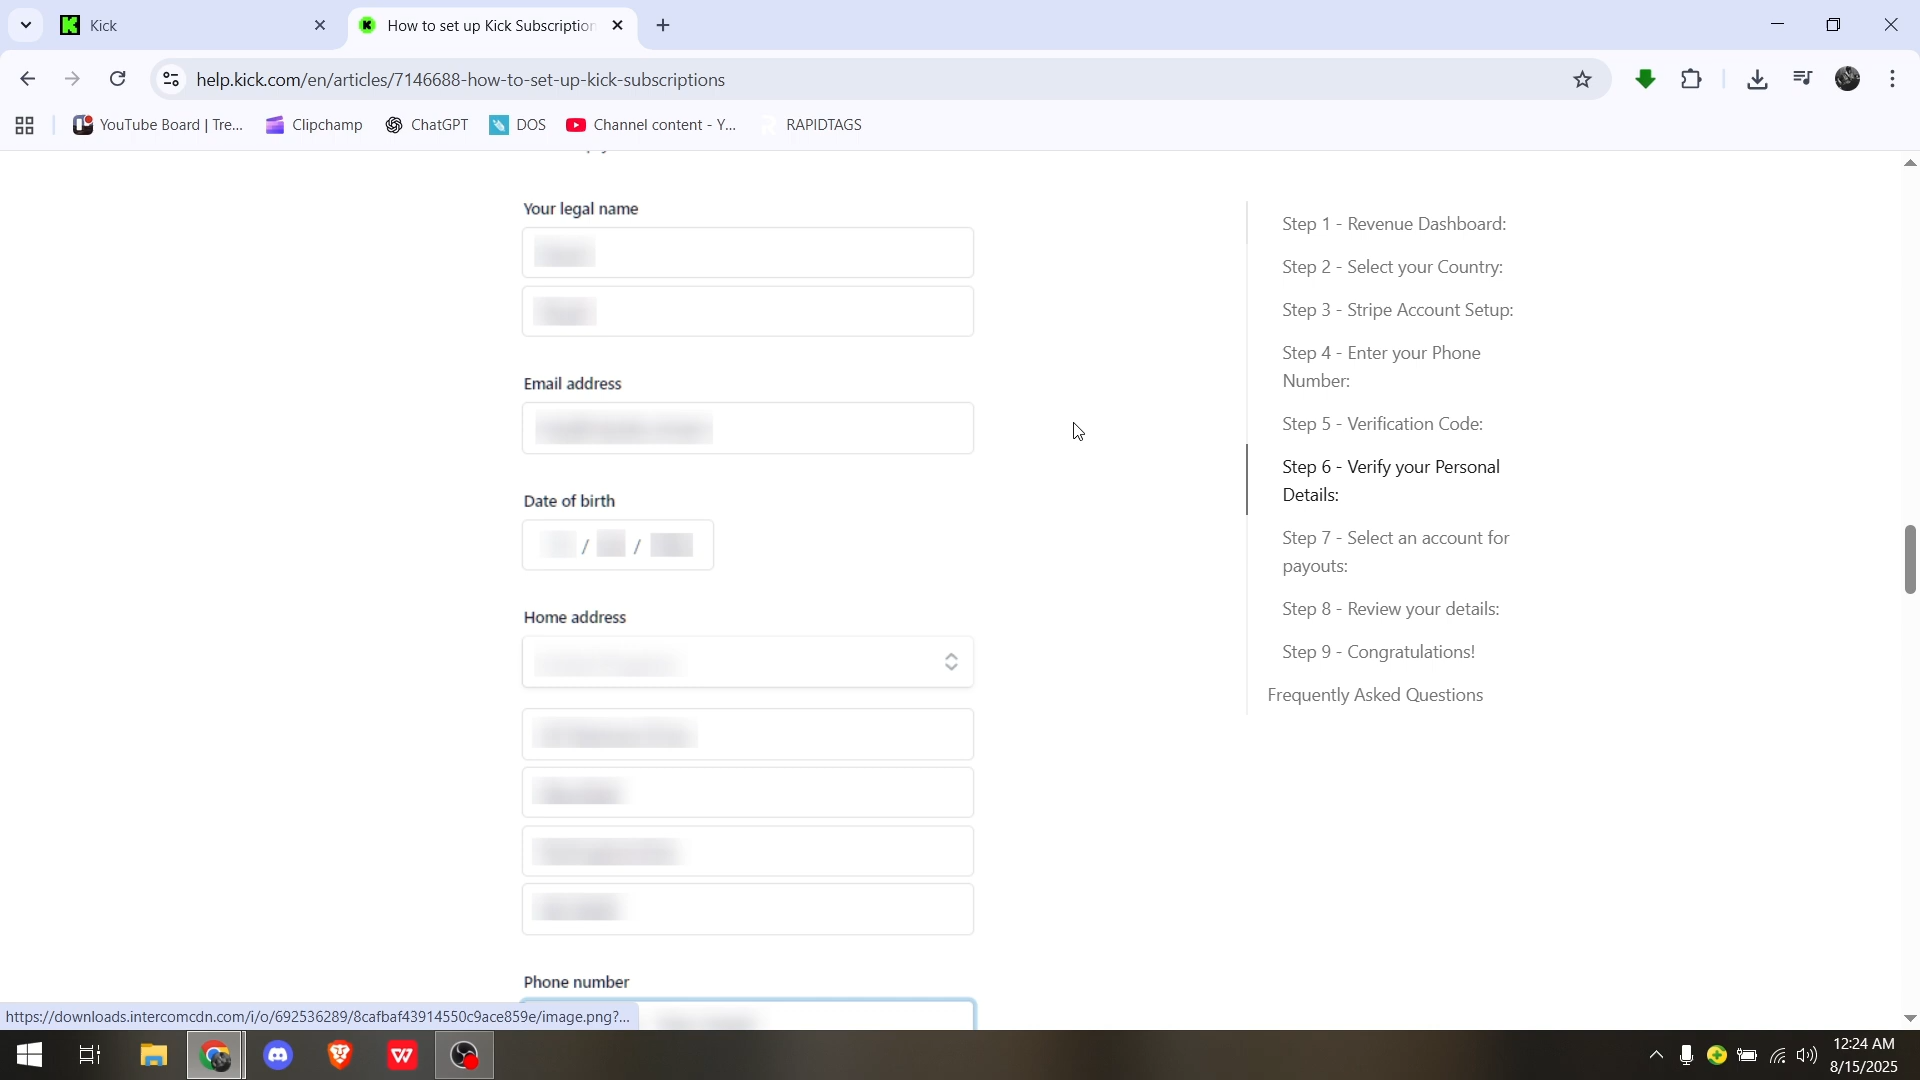 Kick
How to set up Kick Subscription
help.kick.com/en/articles/7146688-how-to-set-up-kick-subscriptions
YouTube Board | Tre...
Clipchamp
ChatGPT
DOS
Channel content - Y...
RAPIDTAGS
Your legal name
Email address
Date of birth
/ /
Home address
Phone number
Step 1 - Revenue Dashboard:
Step 2 - Select your Country:
Step 3 - Stripe Account Setup:
Step 4 - Enter your Phone
Number:
Step 5 - Verification Code:
Step 6 - Verify your Personal
Details:
Step 7 - Select an account for
payouts:
Step 8 - Review your details:
Step 9 - Congratulations!
Frequently Asked Questions
https://downloads.intercomcdn.com/i/o/692536289/8cafbaf43914550c9ace859e/image.png?...
12:24 AM
8/15/2025